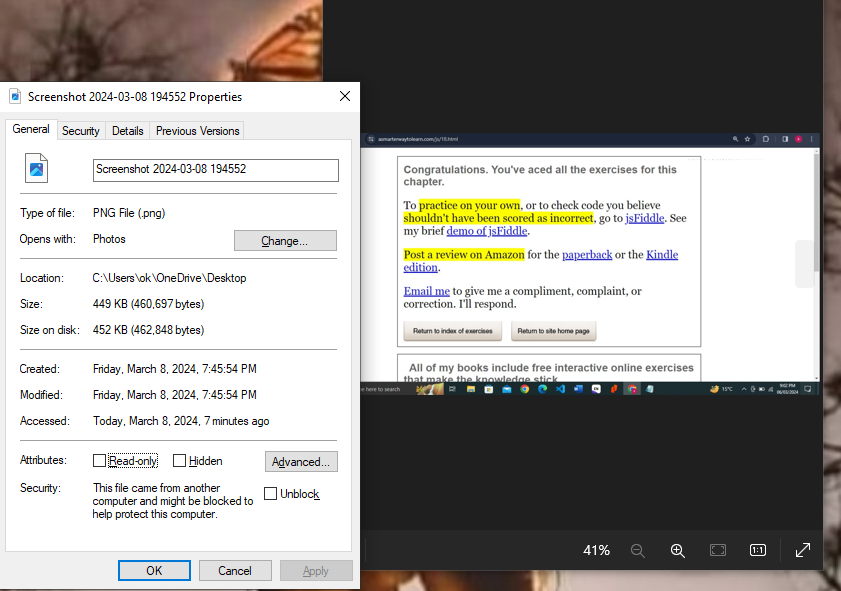 Screenshot 2024-03-08 194552 Properties
General Security Details Previous Versions
Screenshot 2024-03-08 194552
Type of file: PNG File (.png)
Opens with: Photos Change...
Location: C:\Users\ok\OneDrive\Desktop
Size: 449 KB (460,697 bytes)
Size on disk: 452 KB (462,848 bytes)
Created: Friday, March 8, 2024, 7:45:54 PM
Modified: Friday, March 8, 2024, 7:45:54 PM
Accessed: Today, March 8, 2024, 7 minutes ago
Attributes: Read-only Hidden Advanced...
Security: This file came from another
computer and might be blocked to
help protect this computer.
Unblock
OK Cancel Apply
asmarterwaytolearn.com/js/18.html
Congratulations. You've aced all the exercises for this
chapter.
To practice on your own, or to check code you believe
shouldn't have been scored as incorrect, go to jsFiddle. See
my brief demo of jsFiddle.
Post a review on Amazon for the paperback or the Kindle
edition.
Email me to give me a compliment, complaint, or
correction. I'll respond.
Return to index of exercises Return to site home page
All of my books include free interactive online exercises
that make the knowledge stick.
here to search 15°C 9:02 PM
06/03/2024
41% 1:1